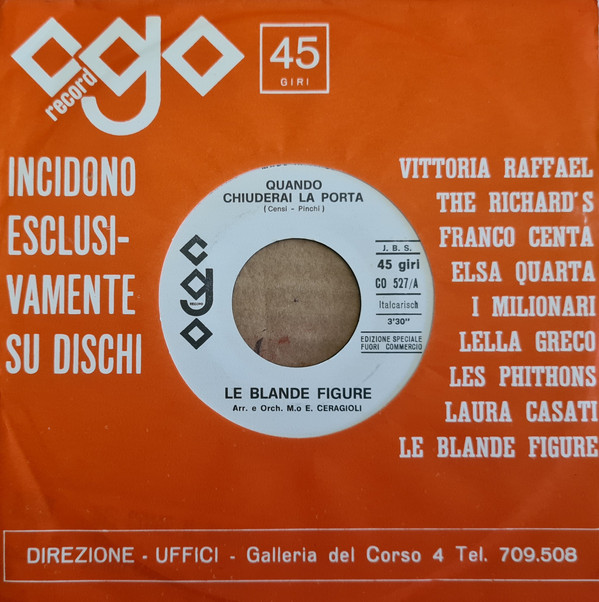 cgo
record
45
GIRI
INCIDONO
ESCLUSI-
VAMENTE
SU DISCHI
VITTORIA RAFFAEL
THE RICHARD'S
FRANCO CENTA
ELSA QUARTA
I MILIONARI
LELLA GRECO
LES PHITHONS
LAURA CASATI
LE BLANDE FIGURE
QUANDO
CHIUDERAI LA PORTA
(Censi - Pinchi)
cgo
RECORD
J. B. S.
45 giri
CO 527/A
Italcarisch
3'30"
EDIZIONE SPECIALE
FUORI COMMERCIO
LE BLANDE FIGURE
Arr. e Orch. M.o E. CERAGIOLI
DIREZIONE - UFFICI - Galleria del Corso 4 Tel. 709.508